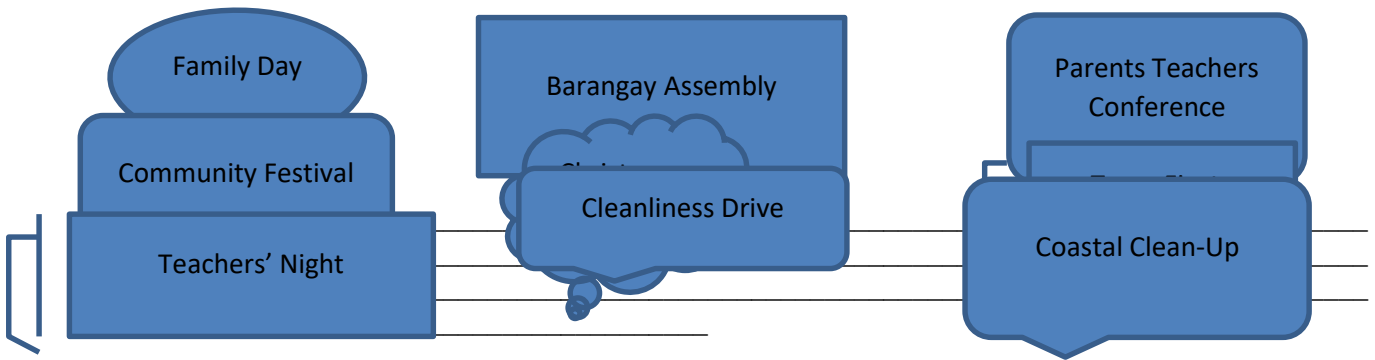 Family Day
Barangay Assembly
Parents Teachers
Conference
Community Festival
Cleanliness Drive
Teachers' Night
Coastal Clean-Up